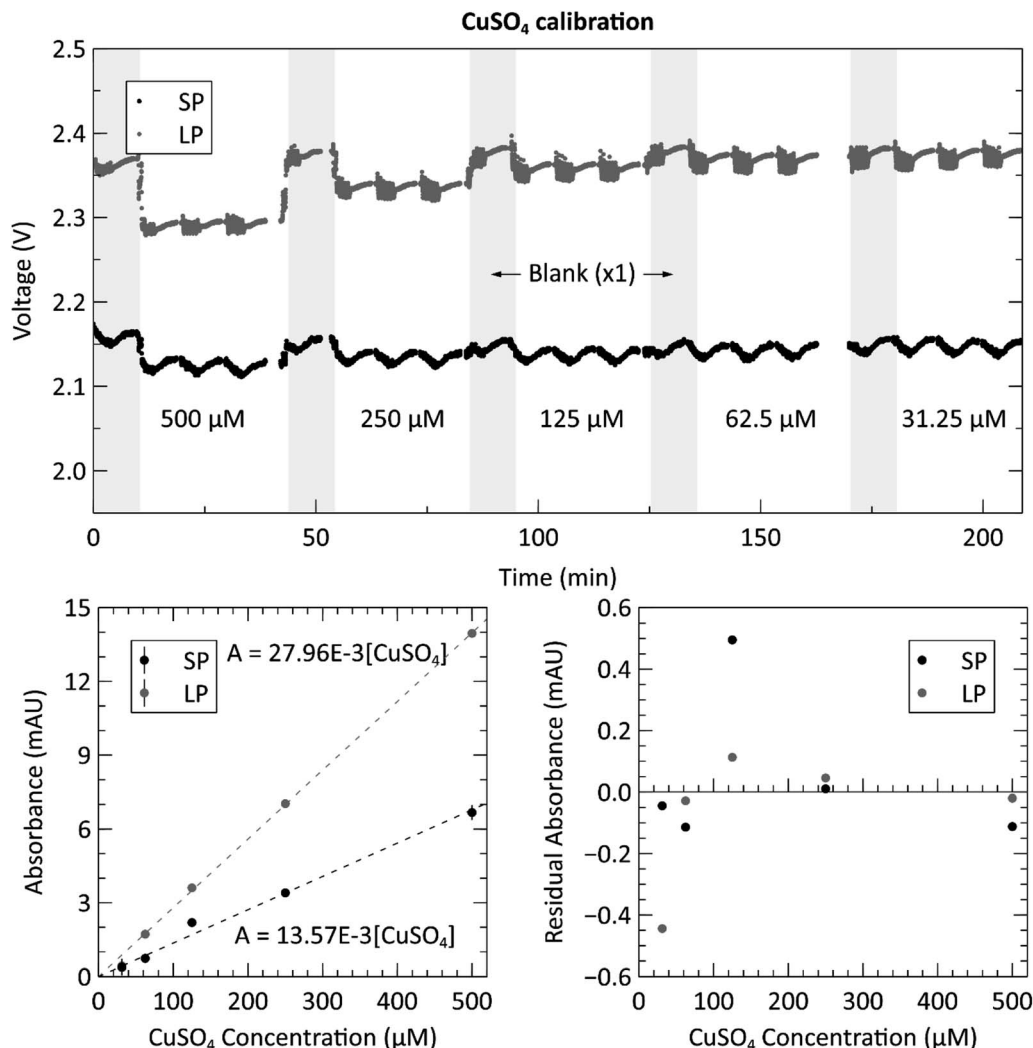 CuSO₄ calibration
2.5
2.4
2.3
2.2
2.1
2.0
Voltage (V)
SP
LP
Blank (x1)
500 µM
250 µM
125 µM
62.5 µM
31.25 µM
0
50
100
150
200
Time (min)
15
12
9
6
3
0
Absorbance (mAU)
SP
LP
A = 27.96E-3[CuSO₄]
A = 13.57E-3[CuSO₄]
0 100 200 300 400 500
CuSO₄ Concentration (µM)
0.6
0.4
0.2
0.0
−0.2
−0.4
−0.6
Residual Absorbance (mAU)
SP
LP
0 100 200 300 400 500
CuSO₄ Concentration (µM)